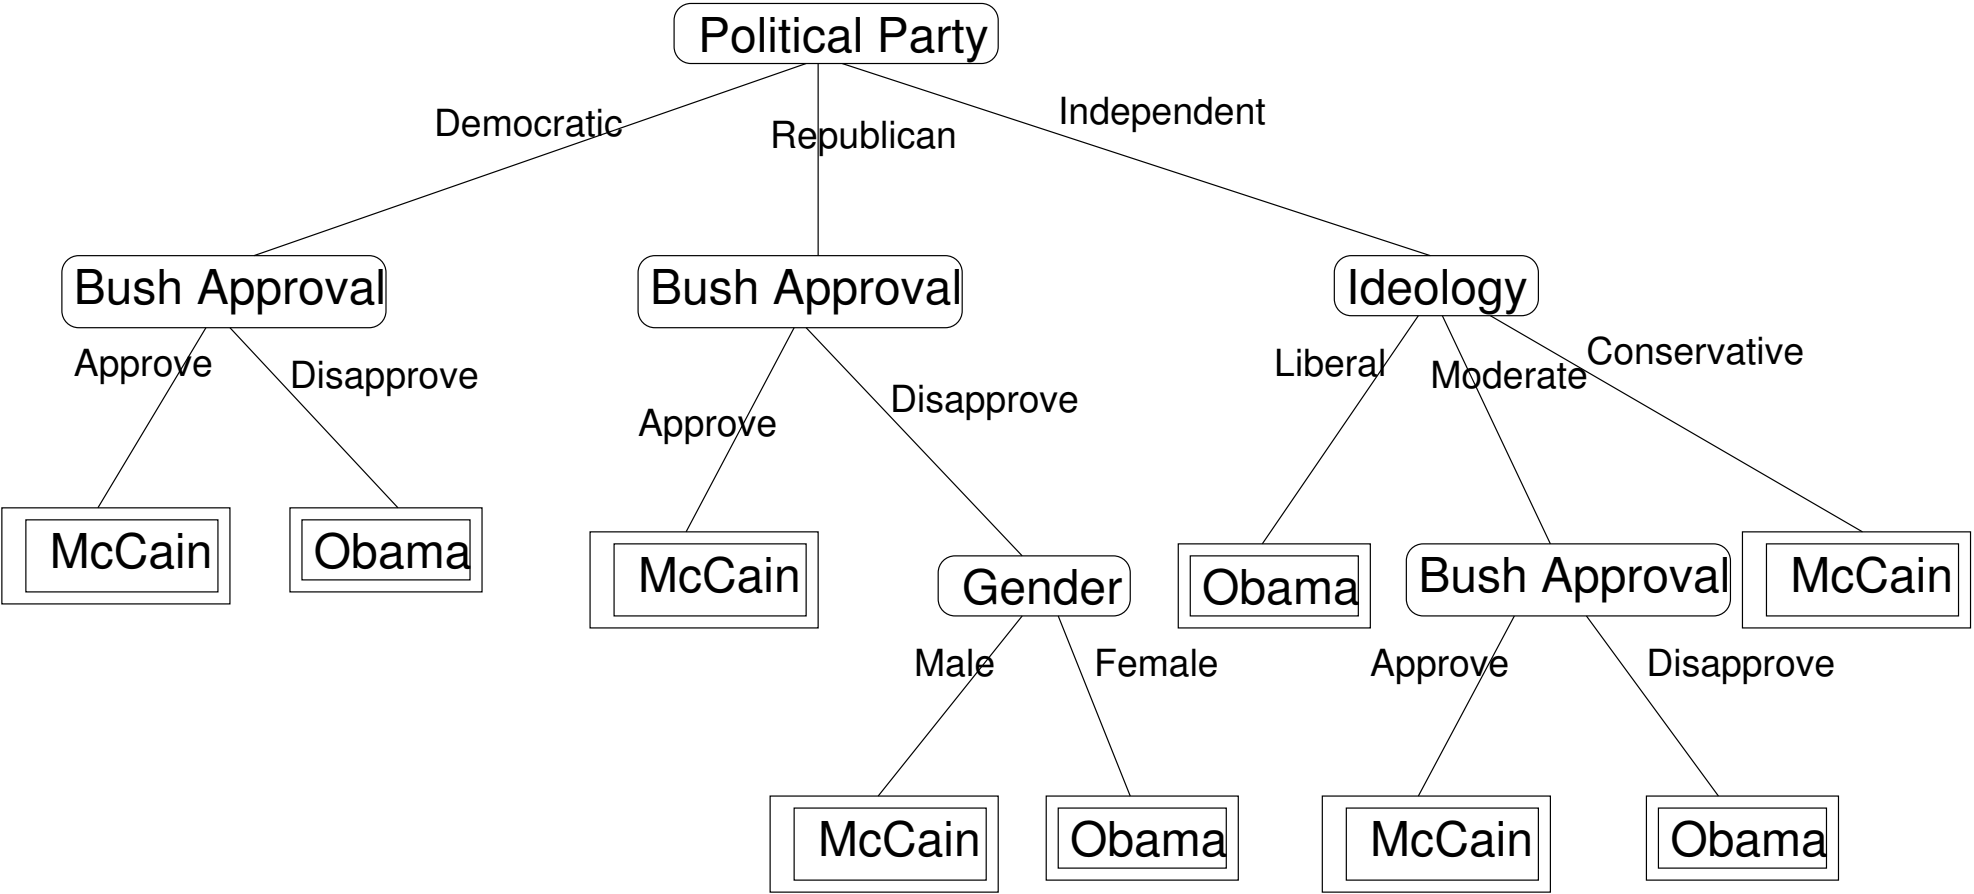 Political Party
Democratic
Republican
Independent
Bush Approval
Bush Approval
Ideology
Approve
Disapprove
Approve
Disapprove
Liberal
Moderate
Conservative
McCain
Obama
McCain
Gender
Obama
Bush Approval
McCain
Male
Female
Approve
Disapprove
McCain
Obama
McCain
Obama